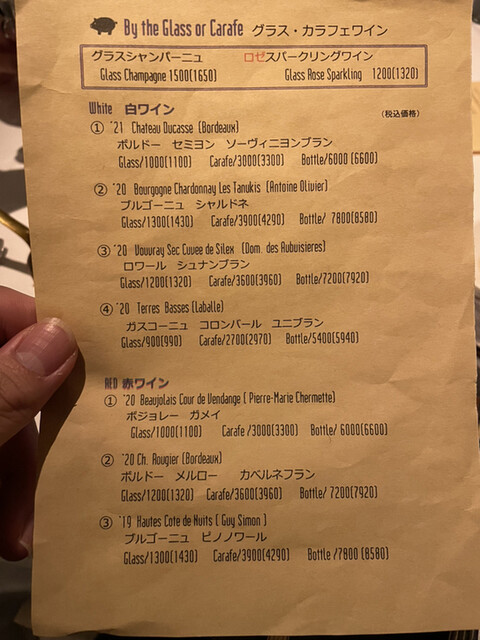 By the Glass or Carafe グラス・カラフェワイン
グラスシャンパーニュ ロゼスパークリングワイン
Glass Champagne 1500(1650) Glass Rose Sparkling 1200(1320)
White 白ワイン (税込価格)
① '21 Chateau Ducasse (Bordeaux)
ボルドー セミヨン ソーヴィニヨンブラン
Glass/1000(1100) Carafe/3000(3300) Bottle/6000 (6600)
② '20 Bourgogne Chardonnay Les Tanukis (Antoine Olivier)
ブルゴーニュ シャルドネ
Glass/1300(1430) Carafe/3900(4290) Bottle/ 7800(8580)
③ '20 Vouvray Sec Cuvee de Silex (Dom. des Aubuisieres)
ロワール シュナンブラン
Glass/1200(1320) Carafe/3600(3960) Bottle/7200(7920)
④ '20 Terres Basses (Laballe)
ガスコーニュ コロンバール ユニブラン
Glass/900(990) Carafe/2700(2970) Bottle/5400(5940)
RED 赤ワイン
① '20 Beaujolais Cour de Vendange ( Pierre-Marie Chermette)
ボジョレー ガメイ
Glass/1000(1100) Carafe /3000(3300) Bottle/ 6000(6600)
② '20 Ch. Rougier (Bordeaux)
ボルドー メルロー カベルネフラン
Glass/1200(1320) Carafe/3600(3960) Bottle/ 7200(7920)
③ '19 Hautes Cote de Nuits ( Guy Simon )
ブルゴーニュ ピノノワール
Glass/1300(1430) Carafe/3900(4290) Bottle /7800 (8580)